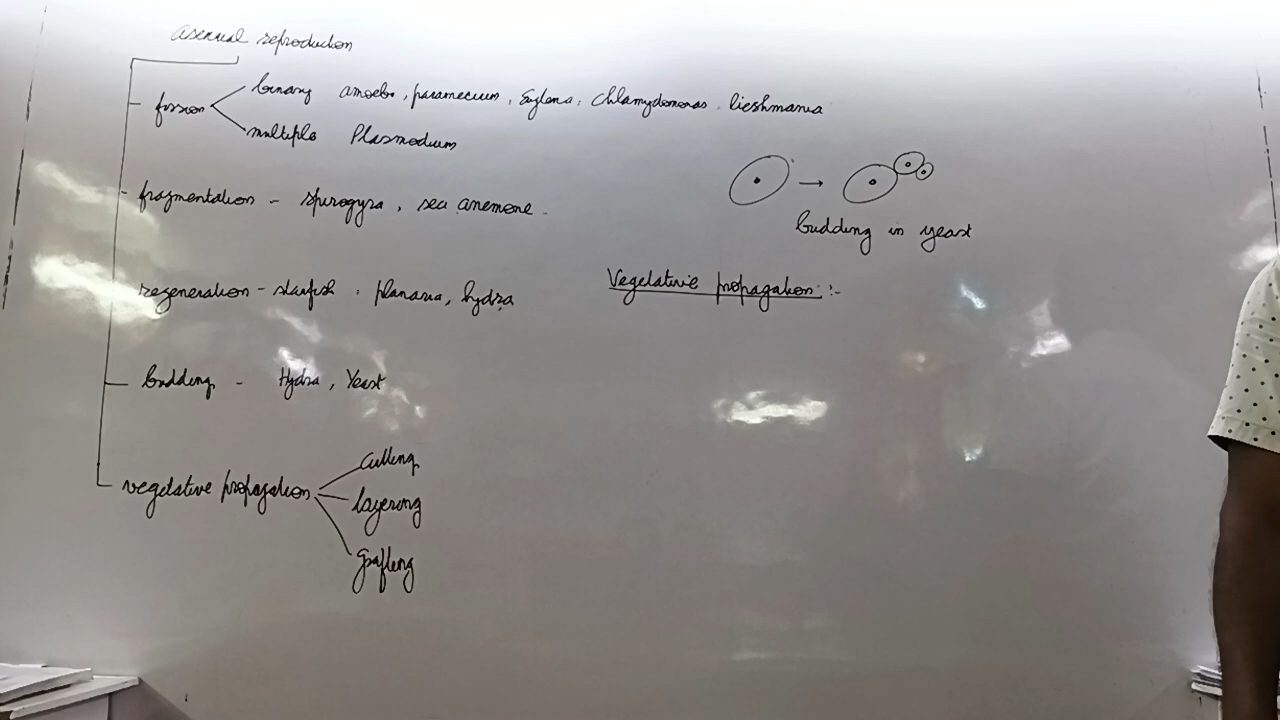 asexual reproduction
fission
binary amoeba, paramecium, Euglena, Chlamydomonas, lieshmania
multiple Plasmodium
fragmentation - spirogyra, sea anemone.
budding in yeast
regeneration - starfish, planaria, hydra
Vegetative propagation :-
budding - Hydra, Yeast
vegetative propagation
Cutting
layering
grafting